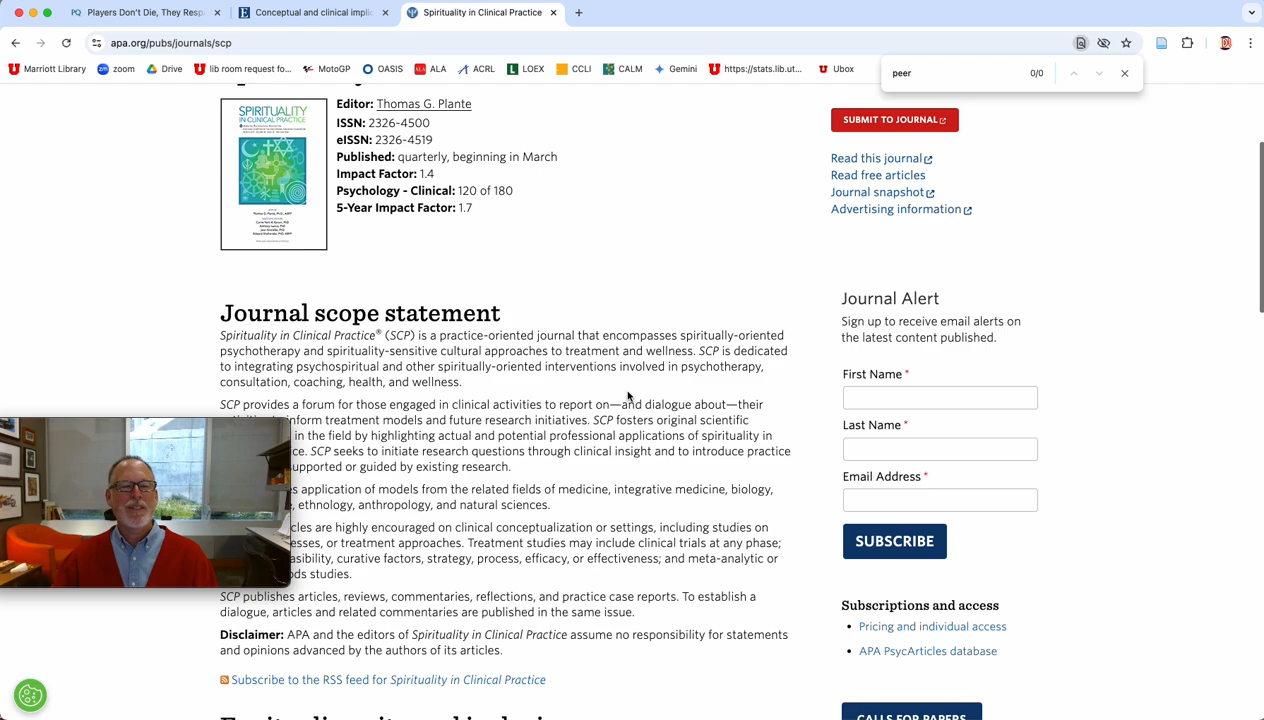 Players Don't Die, They Resp
Conceptual and clinical impli
Spirituality in Clinical Practice
apa.org/pubs/journals/scp
Marriott Library
zoom
Drive
lib room request fo...
MotoGP
OASIS
ALA
ACRL
LOEX
CCLI
CALM
Gemini
https://stats.lib.ut...
Ubox
peer
0/0
SPIRITUALITY
IN CLINICAL PRACTICE
Editor: Thomas G. Plante
ISSN: 2326-4500
eISSN: 2326-4519
Published: quarterly, beginning in March
Impact Factor: 1.4
Psychology - Clinical: 120 of 180
5-Year Impact Factor: 1.7
SUBMIT TO JOURNAL
Read this journal
Read free articles
Journal snapshot
Advertising information
Journal scope statement
Spirituality in Clinical Practice® (SCP) is a practice-oriented journal that encompasses spiritually-oriented
psychotherapy and spirituality-sensitive cultural approaches to treatment and wellness. SCP is dedicated
to integrating psychospiritual and other spiritually-oriented interventions involved in psychotherapy,
consultation, coaching, health, and wellness.
SCP provides a forum for those engaged in clinical activities to report on—and dialogue about—their
inform treatment models and future research initiatives. SCP fosters original scientific
in the field by highlighting actual and potential professional applications of spirituality in
ce. SCP seeks to initiate research questions through clinical insight and to introduce practice
upported or guided by existing research.
es application of models from the related fields of medicine, integrative medicine, biology,
, ethnology, anthropology, and natural sciences.
cles are highly encouraged on clinical conceptualization or settings, including studies on
esses, or treatment approaches. Treatment studies may include clinical trials at any phase;
asibility, curative factors, strategy, process, efficacy, or effectiveness; and meta-analytic or
ods studies.
SCP publishes articles, reviews, commentaries, reflections, and practice case reports. To establish a
dialogue, articles and related commentaries are published in the same issue.
Disclaimer: APA and the editors of Spirituality in Clinical Practice assume no responsibility for statements
and opinions advanced by the authors of its articles.
Subscribe to the RSS feed for Spirituality in Clinical Practice
Journal Alert
Sign up to receive email alerts on
the latest content published.
First Name *
Last Name *
Email Address *
SUBSCRIBE
Subscriptions and access
Pricing and individual access
APA PsycArticles database
CALLS FOR PAPERS